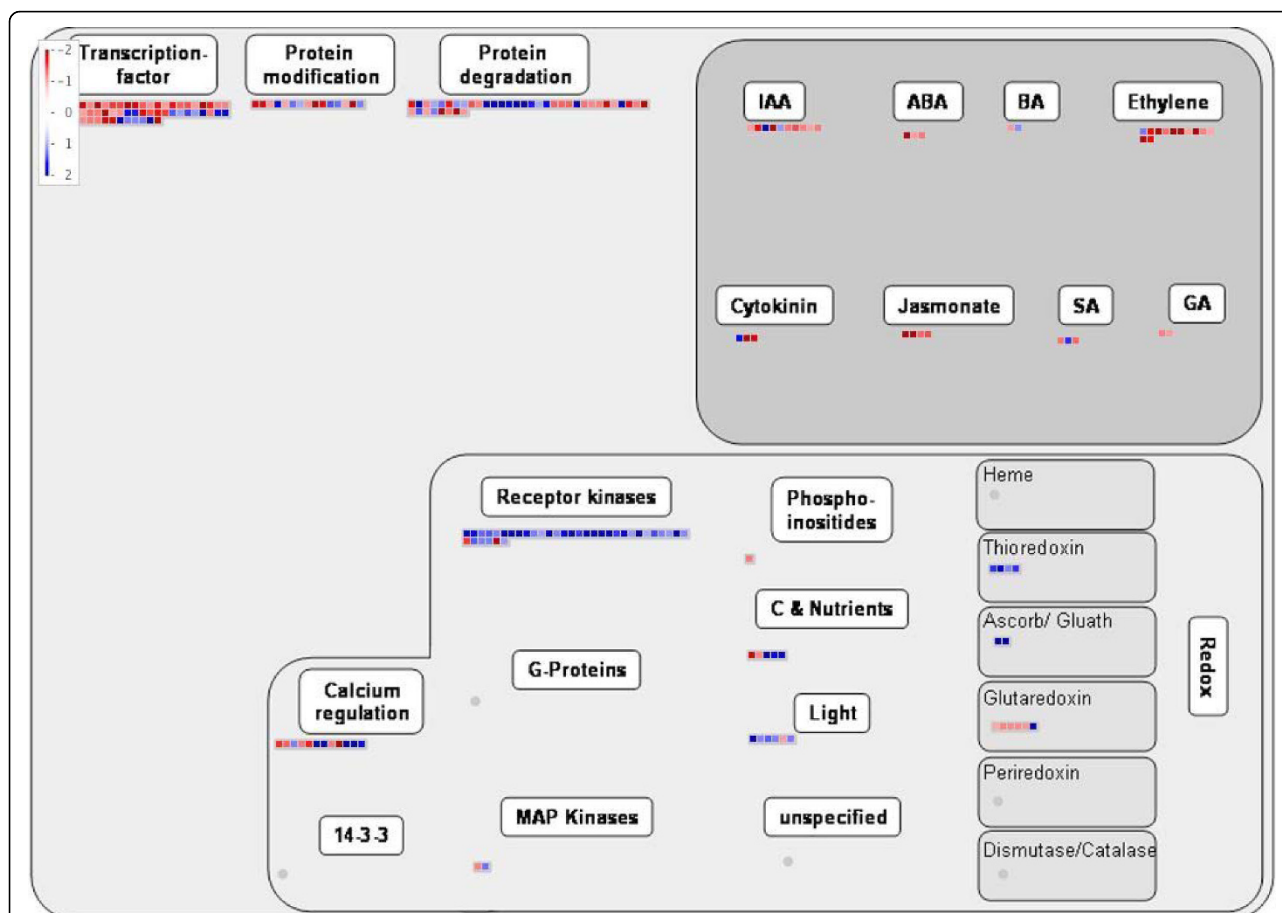 Transcription-
factor
Protein
modification
Protein
degradation
--2
--1
- 0
- 1
- 2
IAA
ABA
BA
Ethylene
Cytokinin
Jasmonate
SA
GA
Receptor kinases
Phospho-
inositides
C & Nutrients
G-Proteins
Light
Calcium
regulation
MAP Kinases
unspecified
14-3-3
Heme
Thioredoxin
Ascorb/ Gluath
Glutaredoxin
Periredoxin
Dismutase/Catalase
Redox